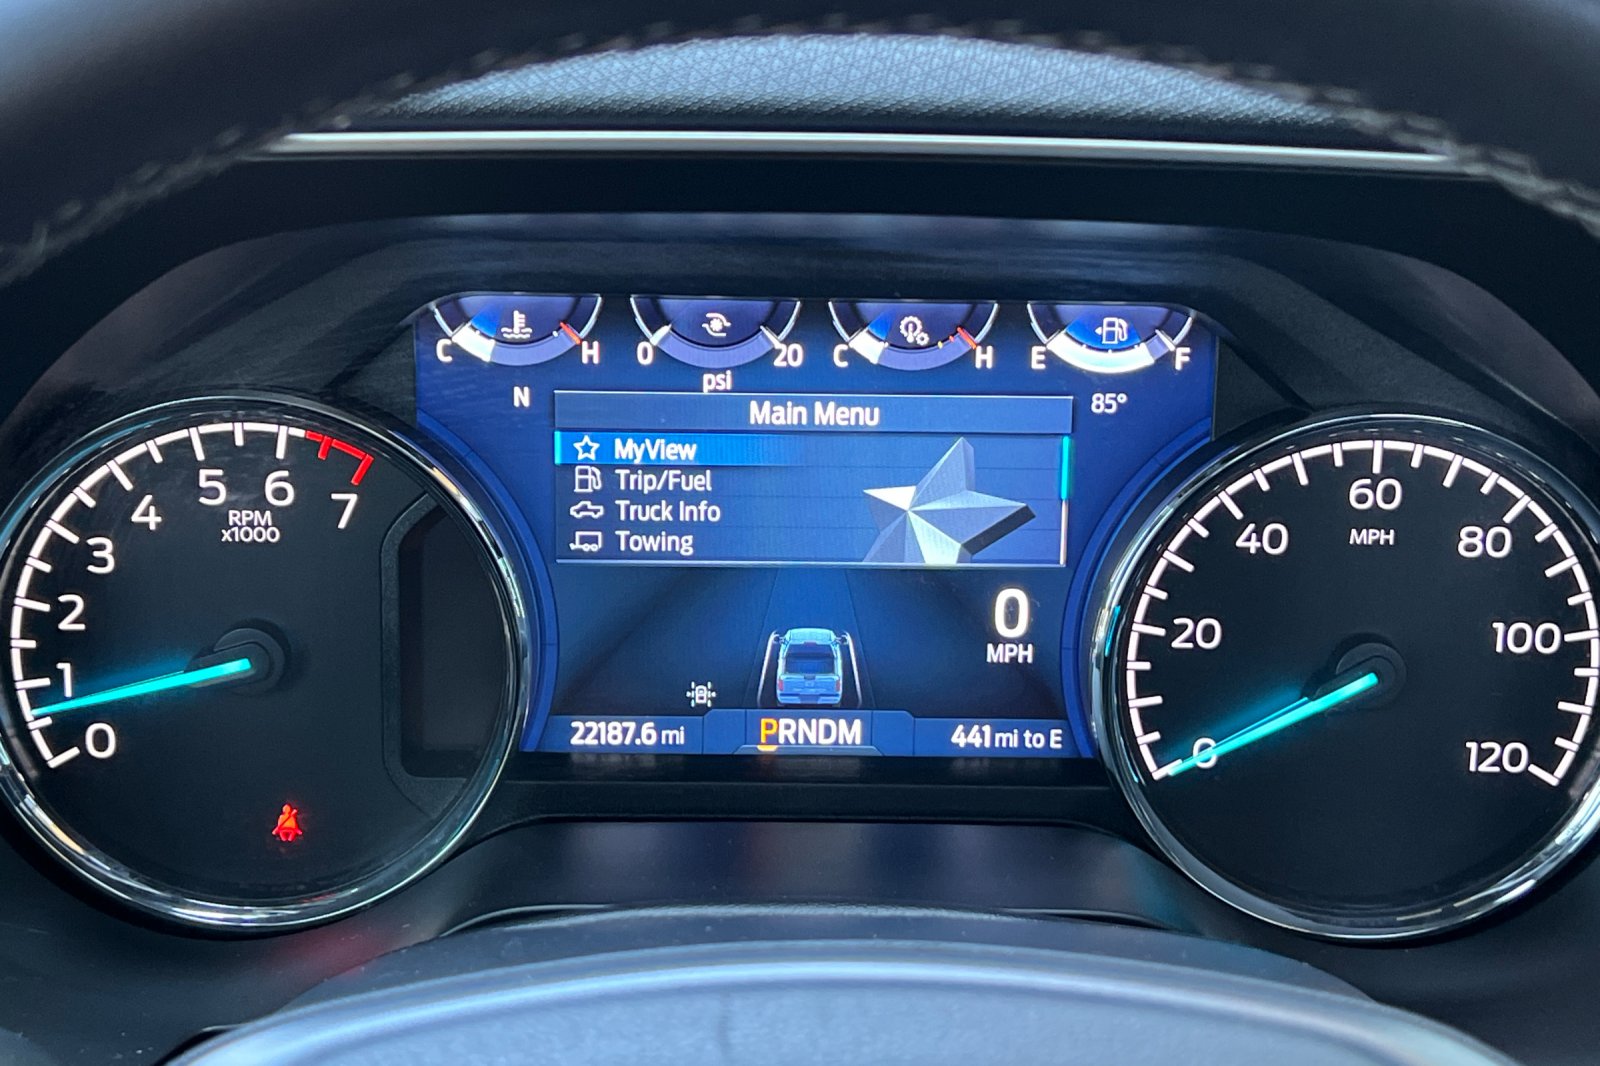 C H
0 20
psi
C H
E F
N
85°
Main Menu
MyView
Trip/Fuel
Truck Info
Towing
0
MPH
22187.6 mi
PRNDM
441 mi to E
0 1 2 3 4 5 6 7
RPM
x1000
0 20 40 60 80 100 120
MPH